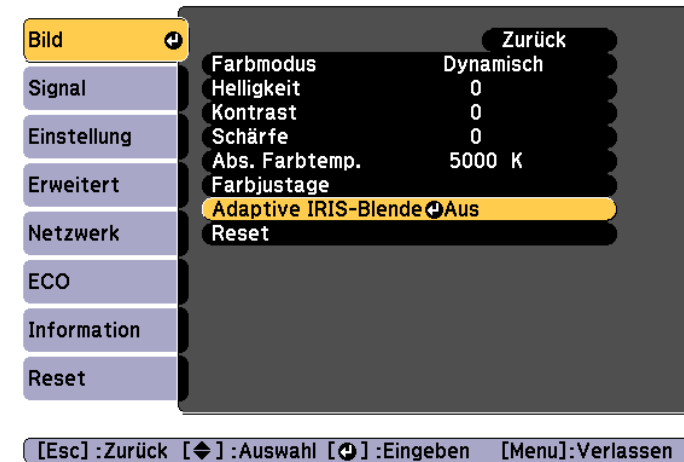 Bild
Signal
Einstellung
Erweitert
Netzwerk
ECO
Information
Reset
Zurück
Farbmodus Dynamisch
Helligkeit 0
Kontrast 0
Schärfe 0
Abs. Farbtemp. 5000 K
Farbjustage
Adaptive IRIS-Blende Aus
Reset
[Esc] :Zurück [◆] :Auswahl [↵] :Eingeben [Menu]:Verlassen